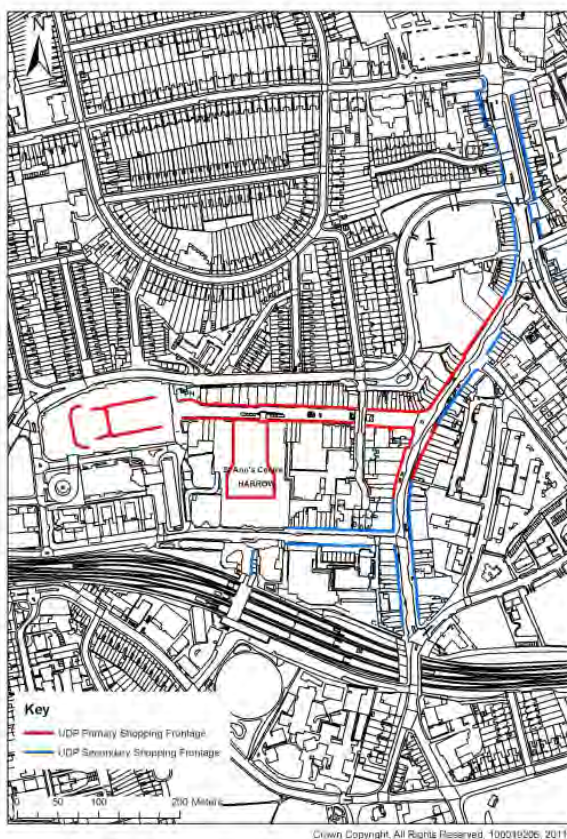 N
St Ann's Centre
HARROW
Key
UDP Primary Shopping Frontage
UDP Secondary Shopping Frontage
0 50 100 200 Meters
Crown Copyright. All Rights Reserved. 100019206, 2011